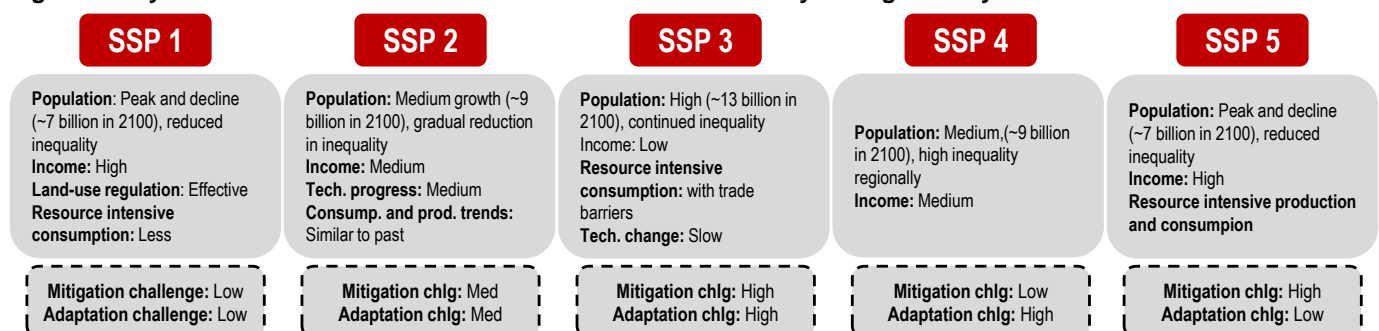 SSP 1
Population: Peak and decline
(~7 billion in 2100), reduced
inequality
Income: High
Land-use regulation: Effective
Resource intensive
consumption: Less
Mitigation challenge: Low
Adaptation challenge: Low
SSP 2
Population: Medium growth (~9
billion in 2100), gradual reduction
in inequality
Income: Medium
Tech. progress: Medium
Consump. and prod. trends:
Similar to past
Mitigation chlg: Med
Adaptation chlg: Med
SSP 3
Population: High (~13 billion in
2100), continued inequality
Income: Low
Resource intensive
consumption: with trade
barriers
Tech. change: Slow
Mitigation chlg: High
Adaptation chlg: High
SSP 4
Population: Medium,(~9 billion
in 2100), high inequality
regionally
Income: Medium
Mitigation chlg: Low
Adaptation chlg: High
SSP 5
Population: Peak and decline
(~7 billion in 2100), reduced
inequality
Income: High
Resource intensive production
and consumpion
Mitigation chlg: High
Adaptation chlg: Low